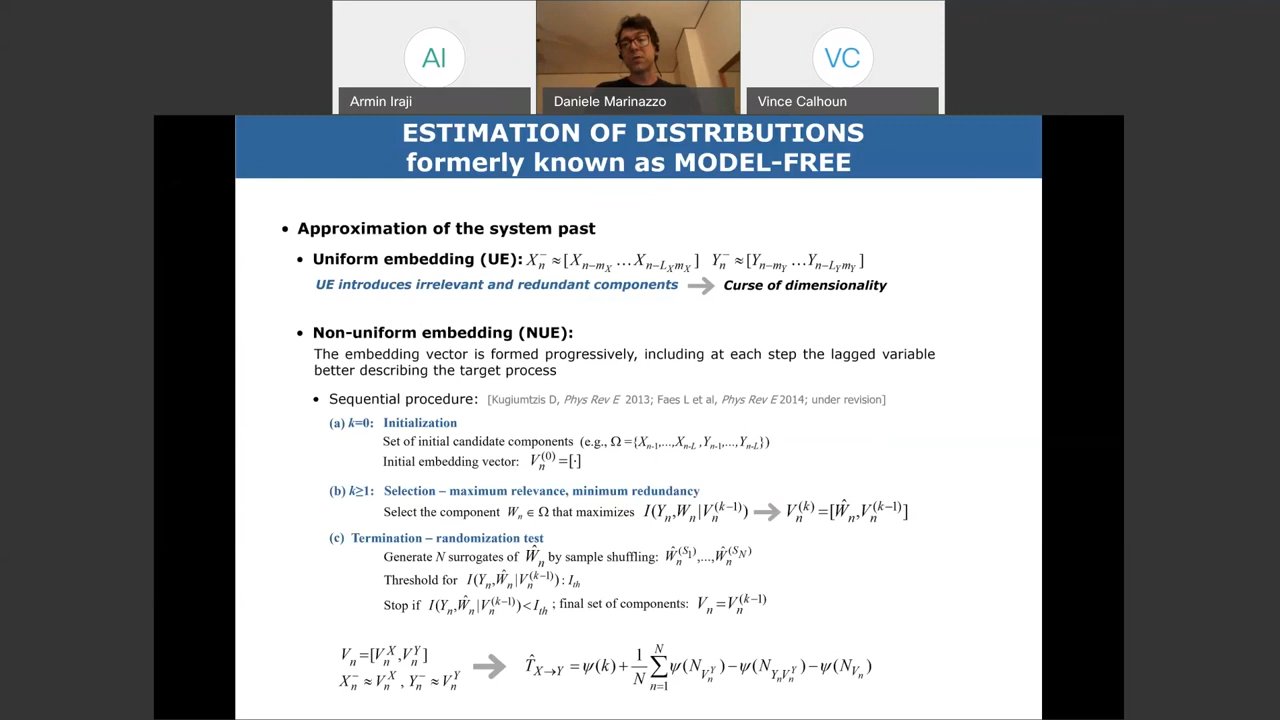 AI
VC
Armin Iraji
Daniele Marinazzo
Vince Calhoun
ESTIMATION OF DISTRIBUTIONS
formerly known as MODEL-FREE
• Approximation of the system past
• Uniform embedding (UE): X_n^- ≈ [X_{n-m_X} … X_{n-L_X m_X}] Y_n^- ≈ [Y_{n-m_Y} … Y_{n-L_Y m_Y}]
UE introduces irrelevant and redundant components → Curse of dimensionality
• Non-uniform embedding (NUE):
The embedding vector is formed progressively, including at each step the lagged variable
better describing the target process
• Sequential procedure: [Kugiumtzis D, Phys Rev E 2013; Faes L et al, Phys Rev E 2014; under revision]
(a) k=0: Initialization
Set of initial candidate components (e.g., Ω ={X_{n-1},...,X_{n-L} ,Y_{n-1},...,Y_{n-L}})
Initial embedding vector: V_n^{(0)} =[·]
(b) k≥1: Selection – maximum relevance, minimum redundancy
Select the component W_n ∈ Ω that maximizes I(Y_n,W_n|V_n^{(k-1)}) → V_n^{(k)} =[Ŵ_n,V_n^{(k-1)}]
(c) Termination – randomization test
Generate N surrogates of Ŵ_n by sample shuffling: Ŵ_n^{(S_1)},...,Ŵ_n^{(S_N)}
Threshold for I(Y_n,Ŵ_n|V_n^{(k-1)}) : I_{th}
Stop if I(Y_n,Ŵ_n|V_n^{(k-1)}) < I_{th} ; final set of components: V_n=V_n^{(k-1)}
V_n=[V_n^X,V_n^Y]
X_n^- ≈ V_n^X , Y_n^- ≈ V_n^Y → T̂_{X→Y} = ψ(k) + 1/N ∑_{n=1}^{N} ψ(N_{V_n^Y}) − ψ(N_{Y_n V_n^Y}) − ψ(N_{V_n})